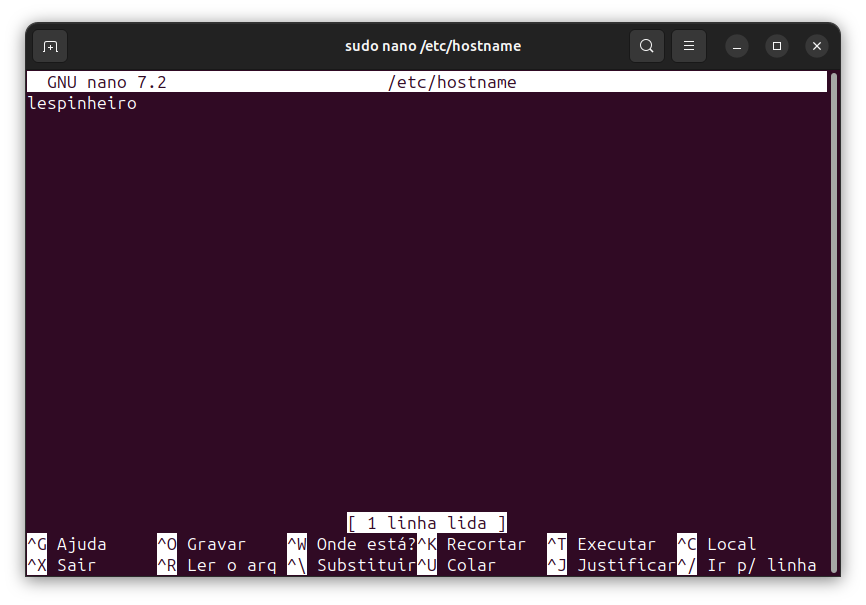 sudo nano /etc/hostname
GNU nano 7.2 /etc/hostname
lespinheiro
[ 1 linha lida ]
^G Ajuda ^O Gravar ^W Onde está? ^K Recortar ^T Executar ^C Local
^X Sair ^R Ler o arq ^\ Substituir ^U Colar ^J Justificar ^/ Ir p/ linha